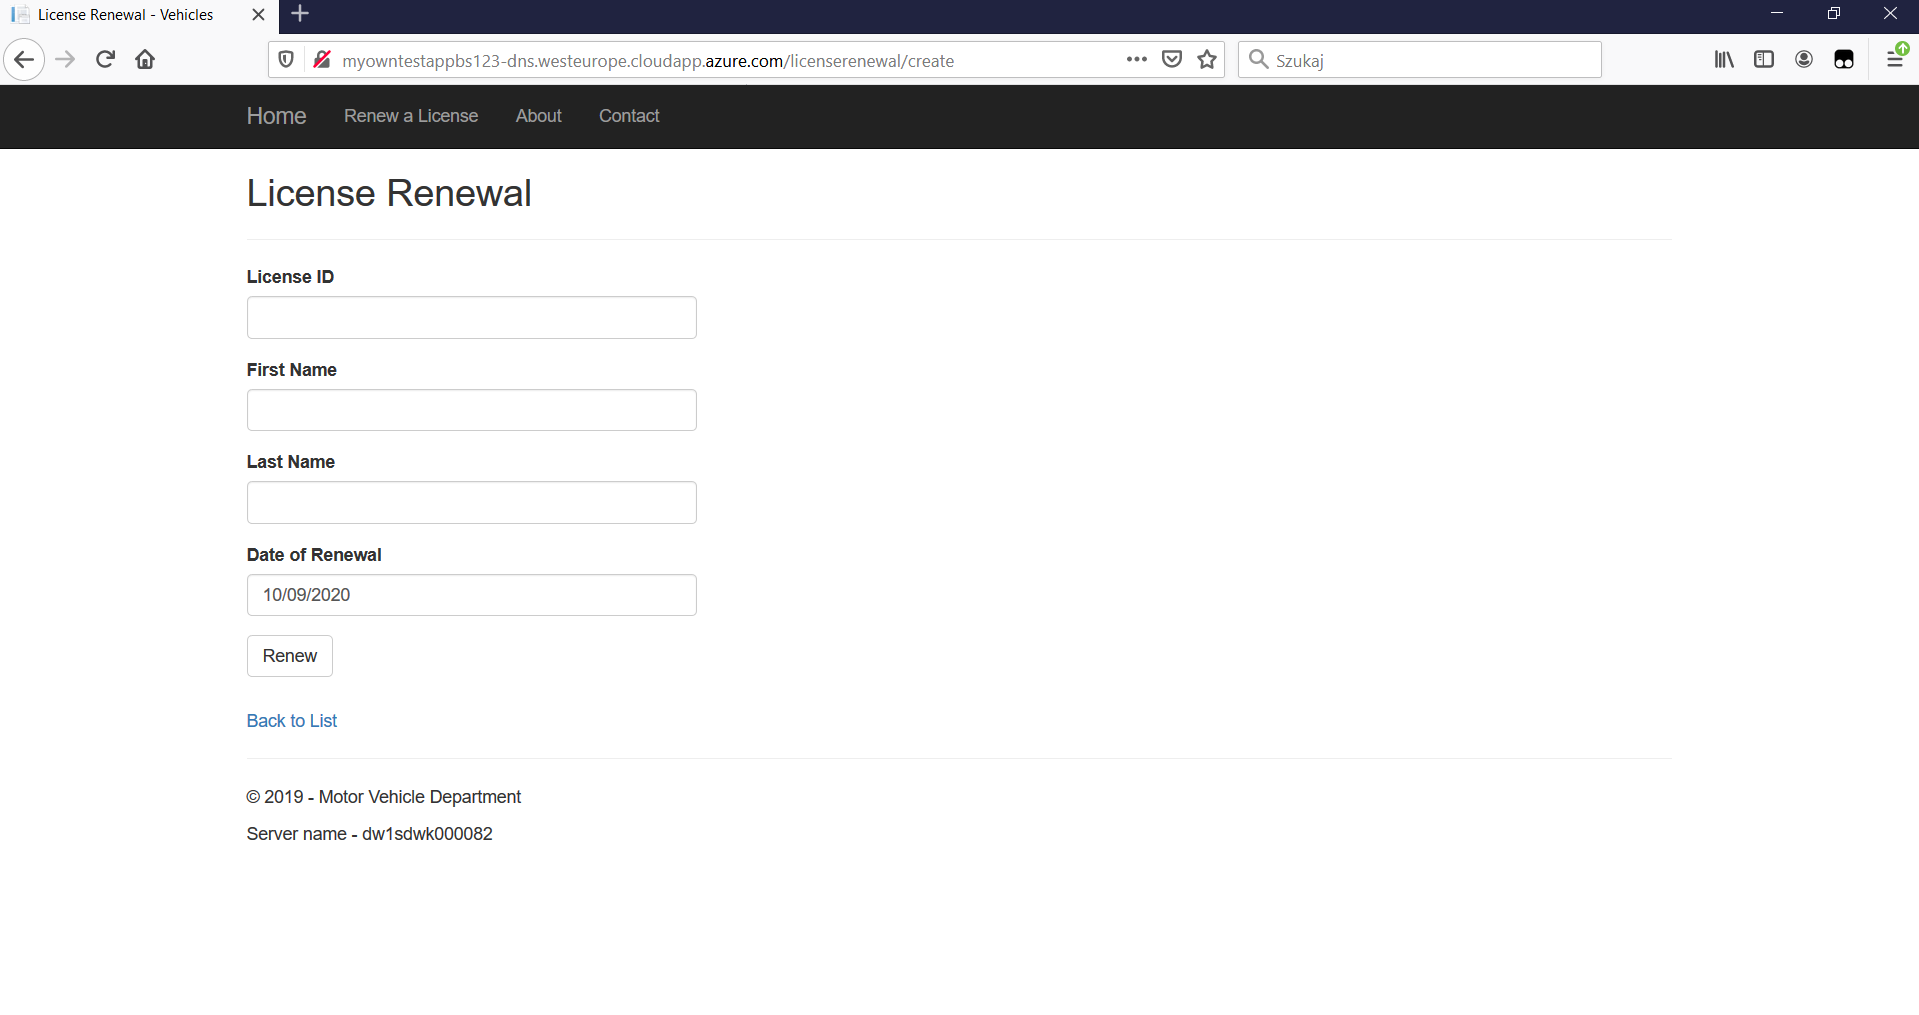 License Renewal - Vehicles
myowntestappbs123-dns.westeurope.cloudapp.azure.com/licenserenewal/create
Szukaj
Home Renew a License About Contact
License Renewal
License ID
First Name
Last Name
Date of Renewal
10/09/2020
Renew
Back to List
© 2019 - Motor Vehicle Department
Server name - dw1sdwk000082